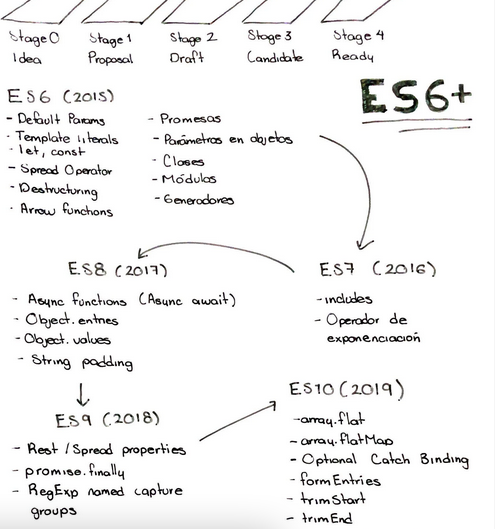 Stage 0
Idea
Stage 1
Proposal
Stage 2
Draft
Stage 3
Candidate
Stage 4
Ready
ES6+
ES6 (2015)
- Default Params
- Template literals
- let, const
- Spread Operator
- Destructuring
- Arrow functions
- Promesas
- Parámetros en objetos
- Clases
- Módulos
- Generadores
ES7 (2016)
- includes
- Operador de
exponenciación
ES8 (2017)
- Async functions (Async await)
- Object.entries
- Object.values
- String padding
ES9 (2018)
- Rest / Spread properties
- promise.finally
- RegExp named capture
groups
ES10 (2019)
- array.flat
- array.flatMap
- Optional Catch Binding
- formEntries
- trimStart
- trimEnd